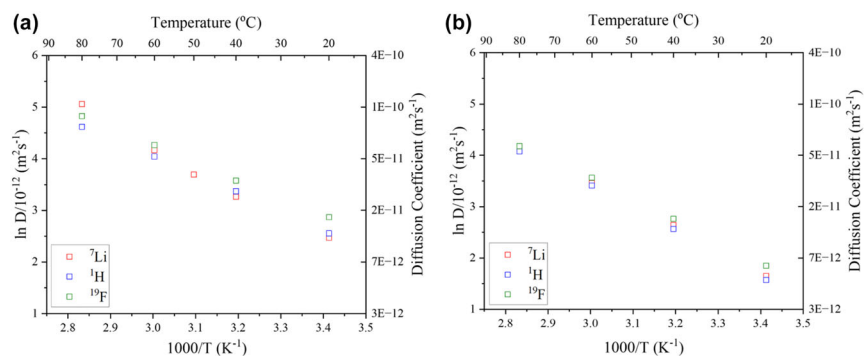 (a)
Temperature (ºC)
90 80 70 60 50 40 30 20
6
5
4
3
2
1
ln D/10⁻¹² (m²s⁻¹)
4E−10
1E−10
5E−11
2E−11
7E−12
3E−12
Diffusion Coefficient (m²s⁻¹)
⁷Li
¹H
¹⁹F
2.8 2.9 3.0 3.1 3.2 3.3 3.4 3.5
1000/T (K⁻¹)
(b)
Temperature (ºC)
90 80 70 60 50 40 30 20
6
5
4
3
2
1
ln D/10⁻¹² (m²s⁻¹)
4E−10
1E−10
5E−11
2E−11
7E−12
3E−12
Diffusion Coefficient (m²s⁻¹)
⁷Li
¹H
¹⁹F
2.8 2.9 3.0 3.1 3.2 3.3 3.4 3.5
1000/T (K⁻¹)